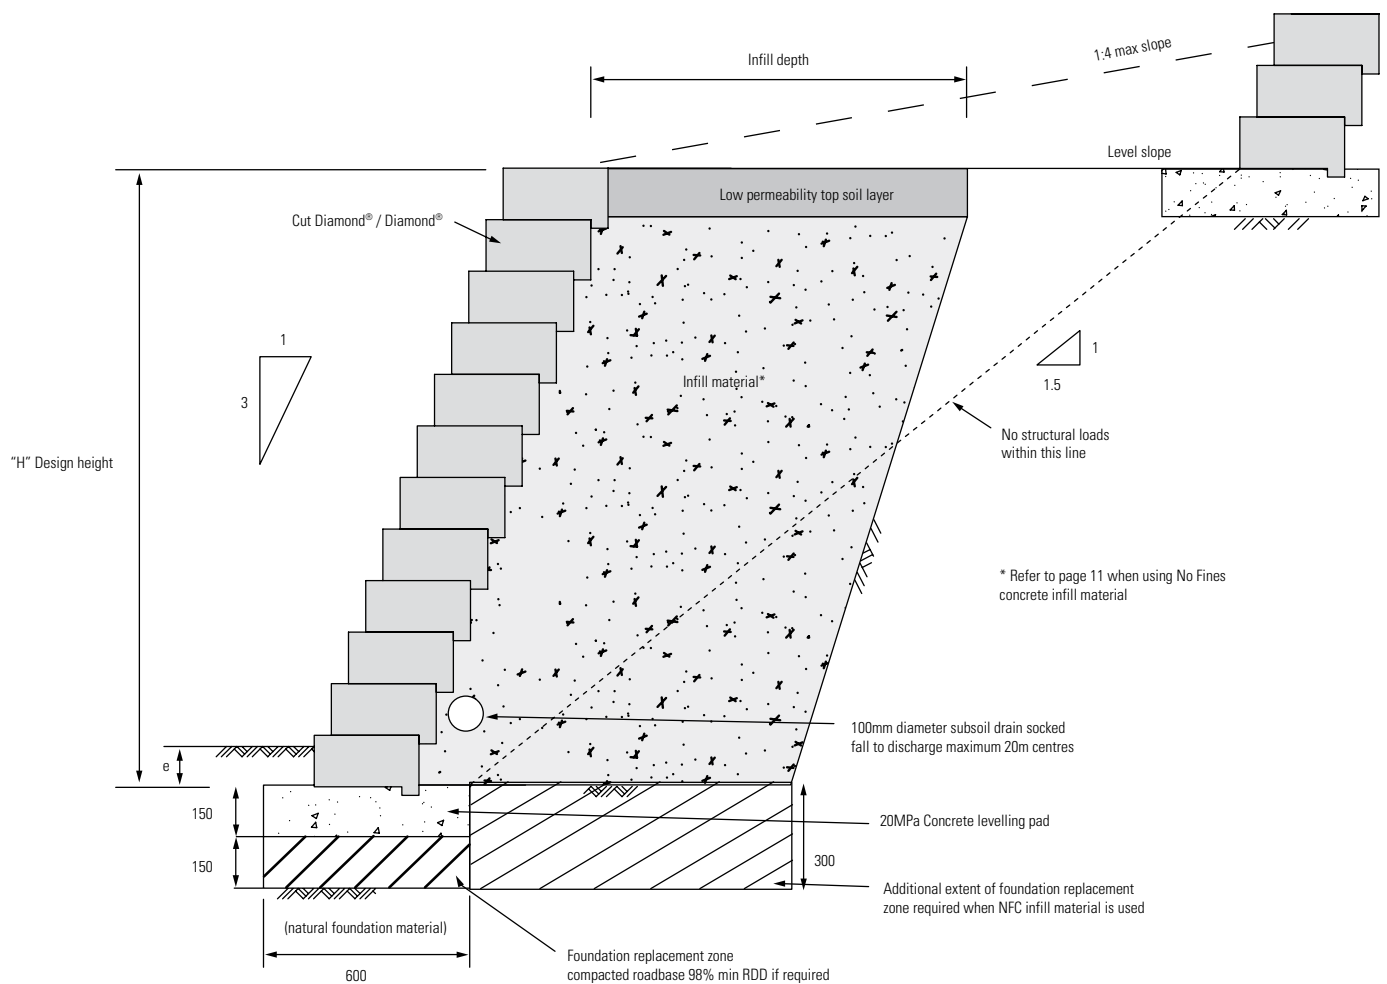 Infill depth
1:4 max slope
Level slope
Low permeability top soil layer
Cut Diamond® / Diamond®
1
3
Infill material*
1
1.5
No structural loads
within this line
"H" Design height
* Refer to page 11 when using No Fines
concrete infill material
100mm diameter subsoil drain socked
fall to discharge maximum 20m centres
e
150
20MPa Concrete levelling pad
150
300
Additional extent of foundation replacement
zone required when NFC infill material is used
(natural foundation material)
Foundation replacement zone
compacted roadbase 98% min RDD if required
600